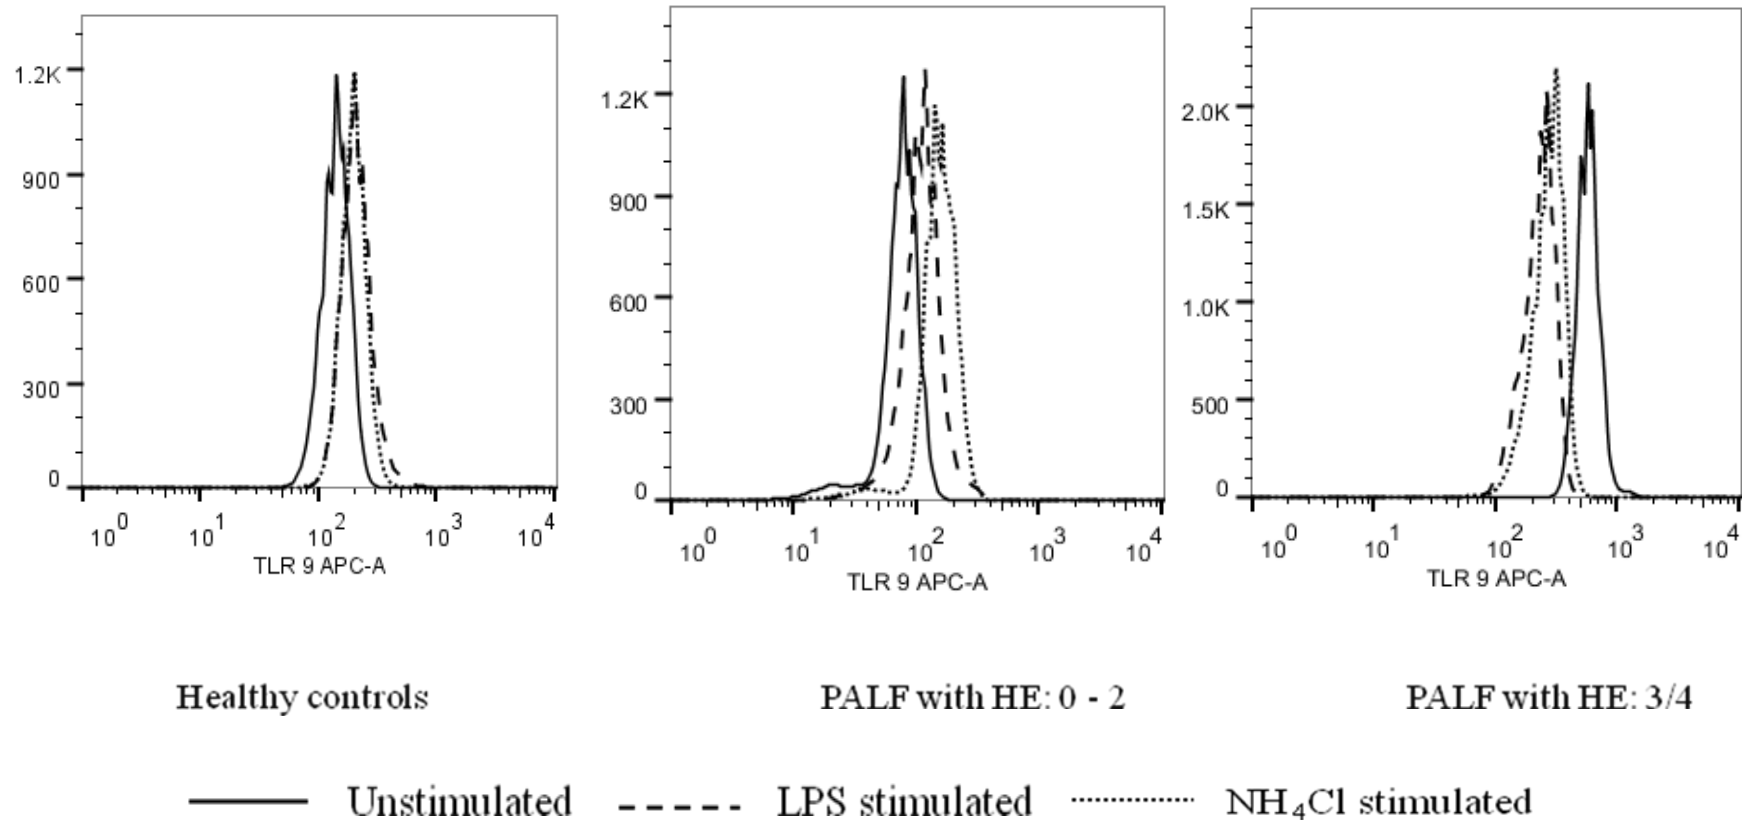 1.2K
900
600
300
0
10^0 10^1 10^2 10^3 10^4
TLR 9 APC-A
1.2K
900
600
300
0
10^0 10^1 10^2 10^3 10^4
TLR 9 APC-A
2.0K
1.5K
1.0K
500
0
10^0 10^1 10^2 10^3 10^4
TLR 9 APC-A
Healthy controls
PALF with HE: 0 - 2
PALF with HE: 3/4
Unstimulated LPS stimulated NH₄Cl stimulated